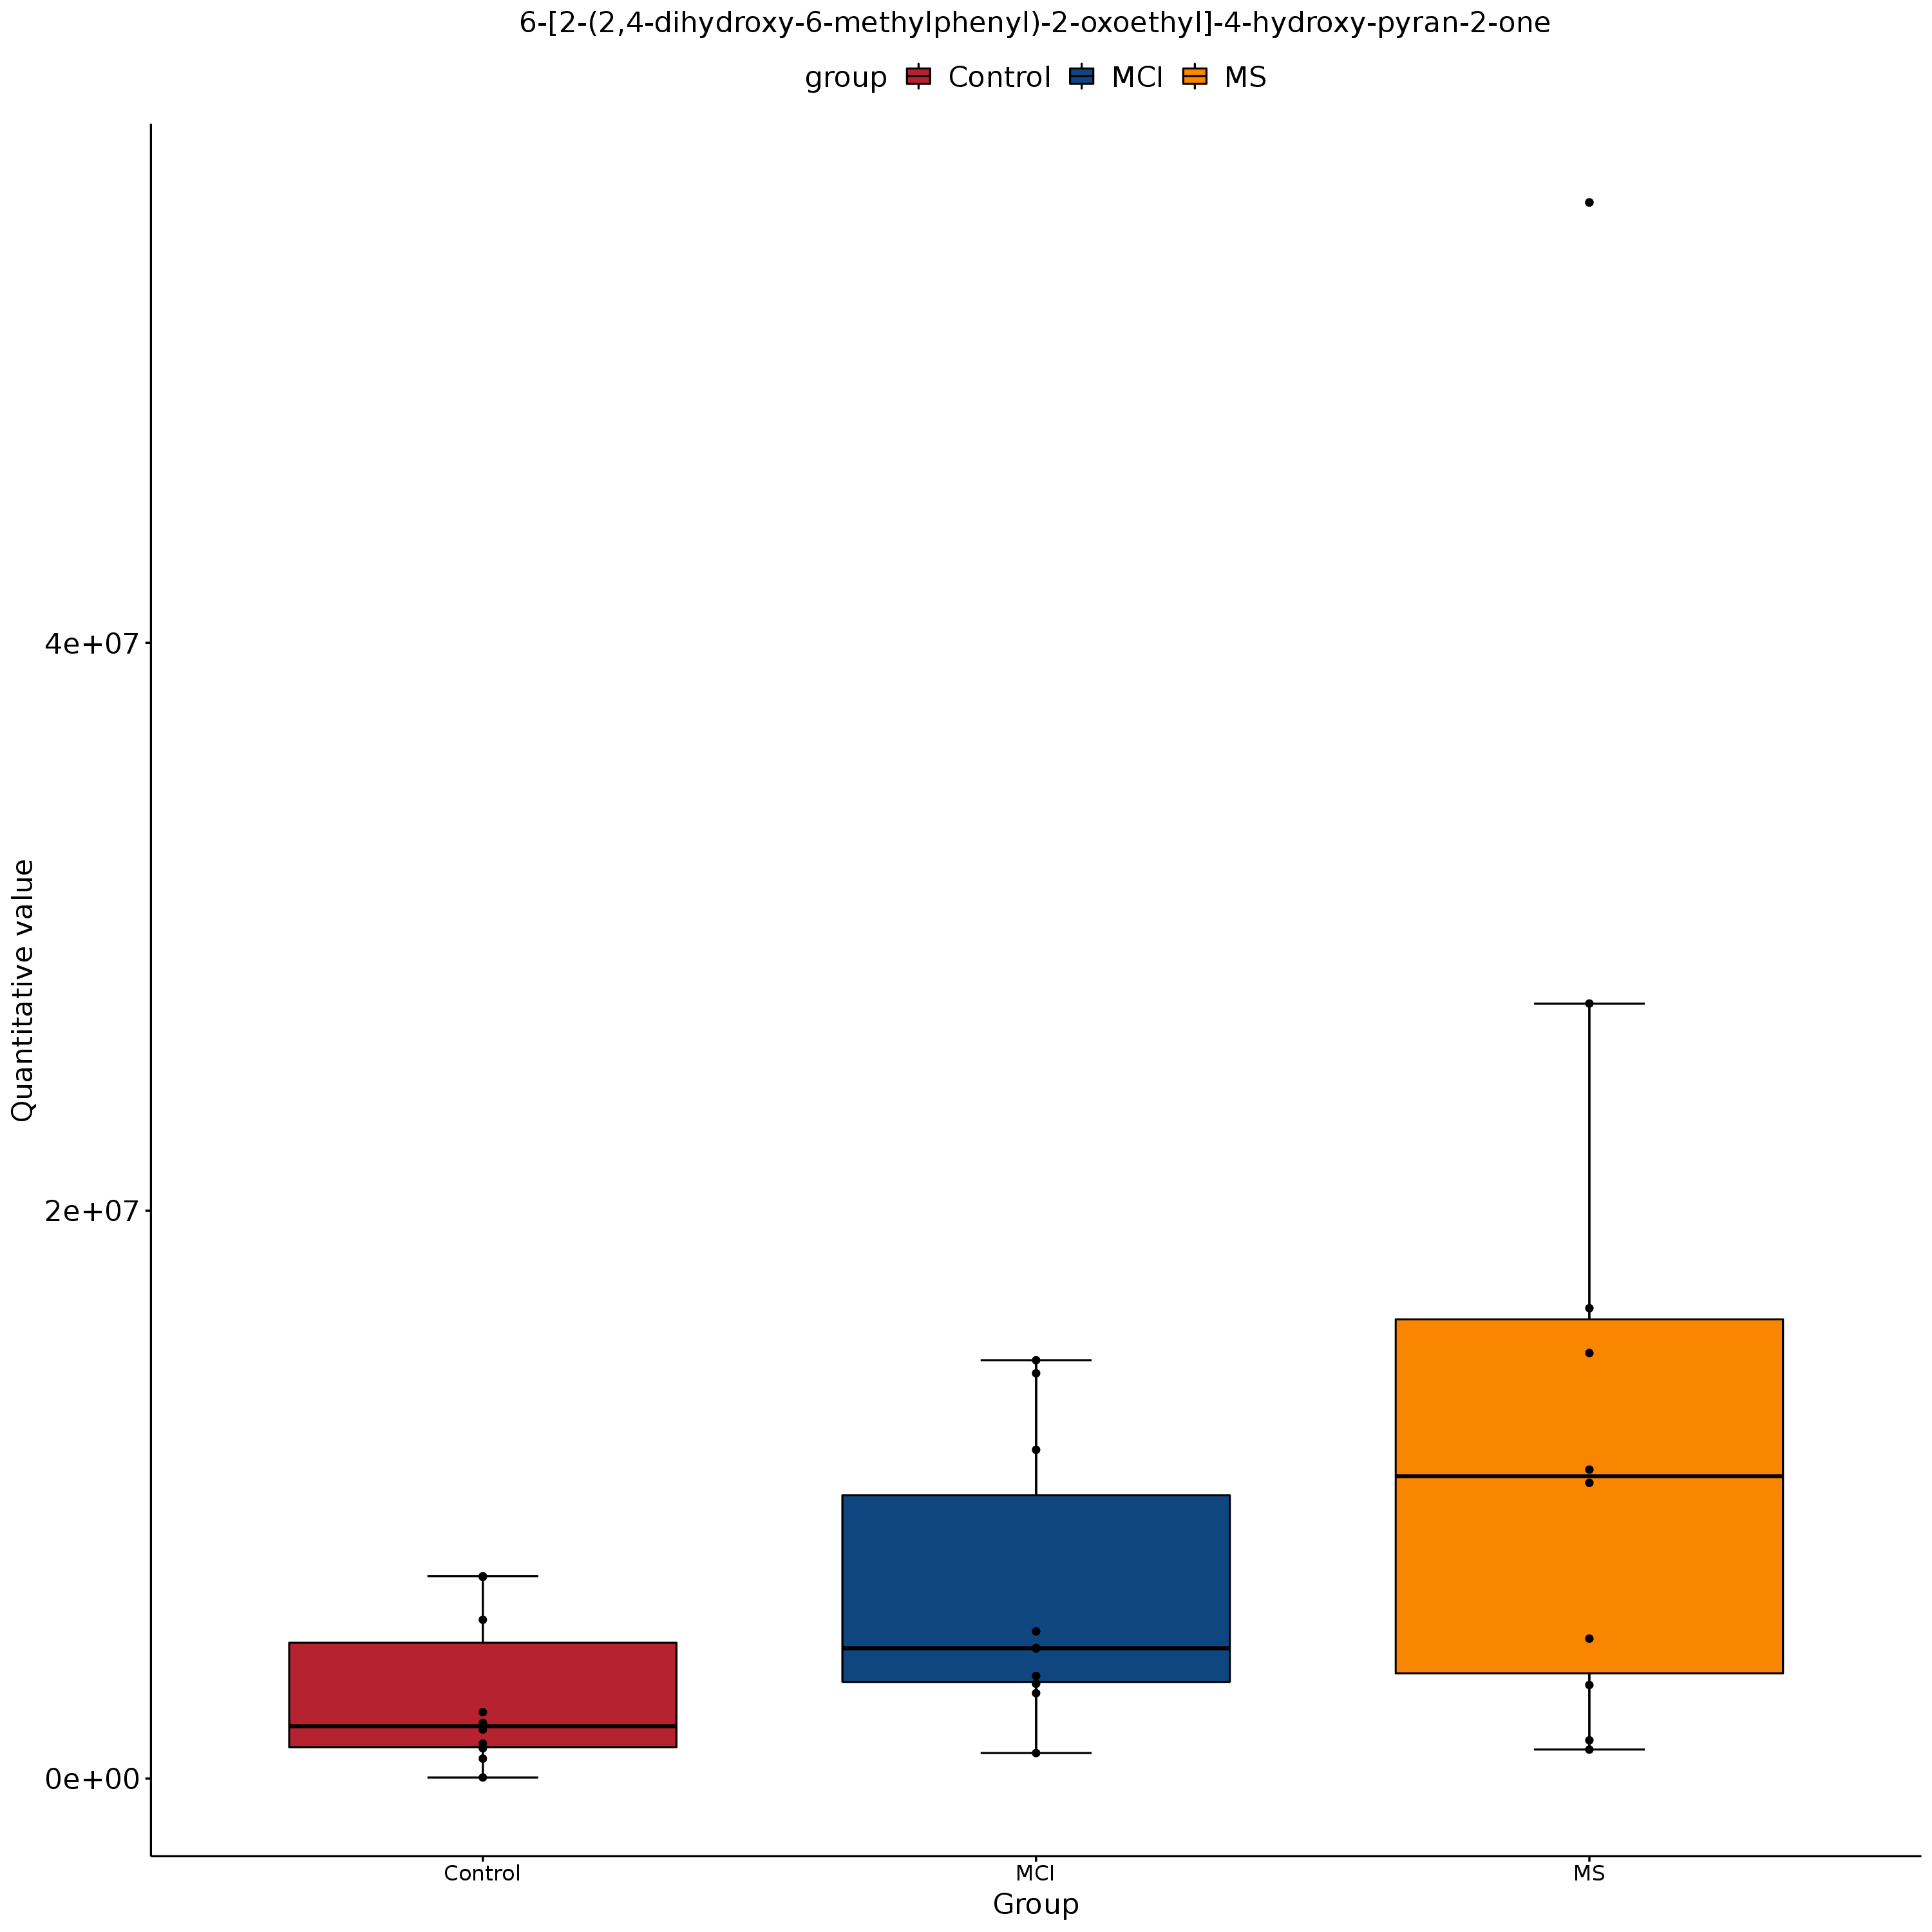 6-[2-(2,4-dihydroxy-6-methylphenyl)-2-oxoethyl]-4-hydroxy-pyran-2-one
group Control MCI MS
Quantitative value
4e+07
2e+07
0e+00
Control MCI MS
Group